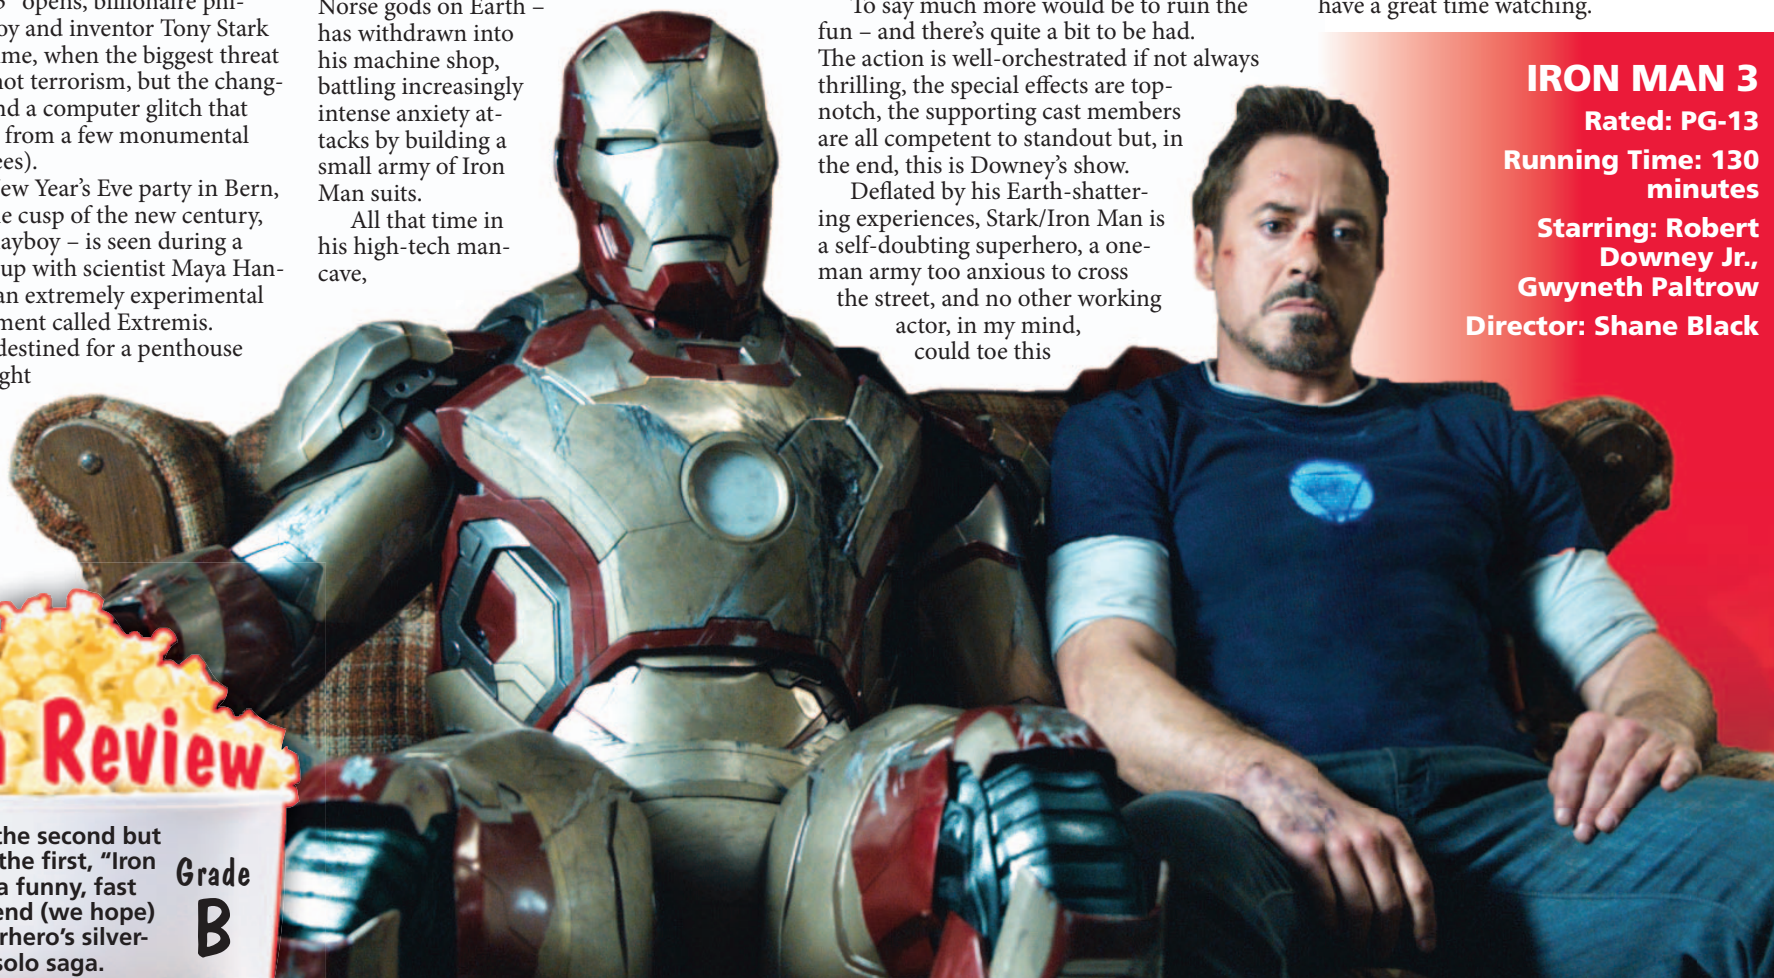 opens, billionaire phil-
oy and inventor Tony Stark
me, when the biggest threat
not terrorism, but the chang-
nd a computer glitch that
from a few monumental
ees).
New Year’s Eve party in Bern,
e cusp of the new century,
ayboy – is seen during a
up with scientist Maya Han-
an extremely experimental
ment called Extremis.
destined for a penthouse
ght
Norse gods on Earth –
has withdrawn into
his machine shop,
battling increasingly
intense anxiety at-
tacks by building a
small army of Iron
Man suits.
All that time in
his high-tech man-
cave,
To say much more would be to ruin the
fun – and there’s quite a bit to be had.
The action is well-orchestrated if not always
thrilling, the special effects are top-
notch, the supporting cast members
are all competent to standout but, in
the end, this is Downey’s show.
Deflated by his Earth-shatter-
ing experiences, Stark/Iron Man is
a self-doubting superhero, a one-
man army too anxious to cross
the street, and no other working
actor, in my mind,
could toe this
have a great time watching.
IRON MAN 3
Rated: PG-13
Running Time: 130
minutes
Starring: Robert
Downey Jr.,
Gwyneth Paltrow
Director: Shane Black
Review
the second but
the first, “Iron
a funny, fast
end (we hope)
rhero’s silver-
solo saga.
Grade
B